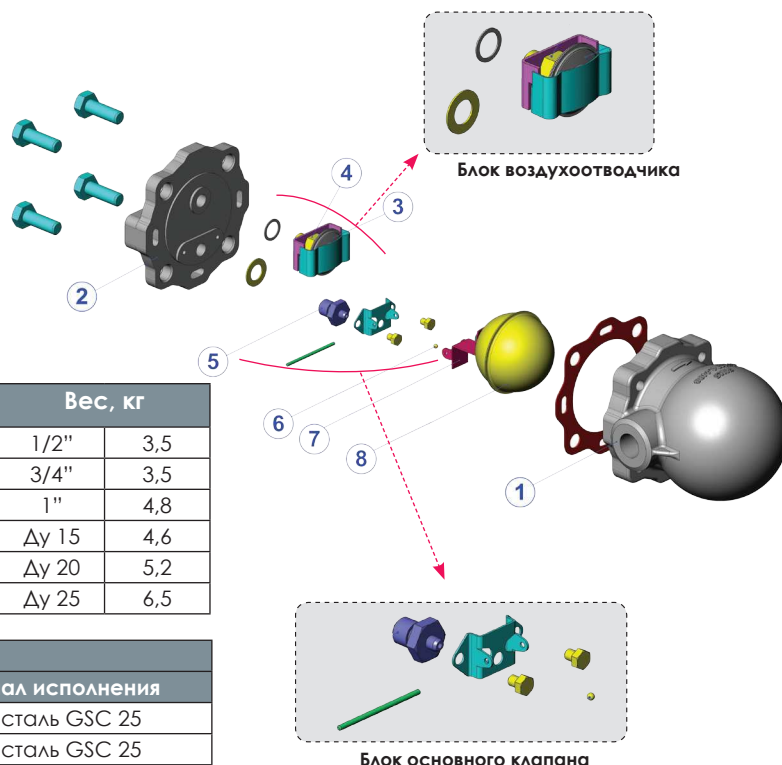 Блок воздухоотводчика
4
3
2
5
6
7
8
1
Вес, кг
1/2” 3,5
3/4” 3,5
1” 4,8
Ду 15 4,6
Ду 20 5,2
Ду 25 6,5
ал исполнения
сталь GSC 25
сталь GSC 25
Блок основного клапана